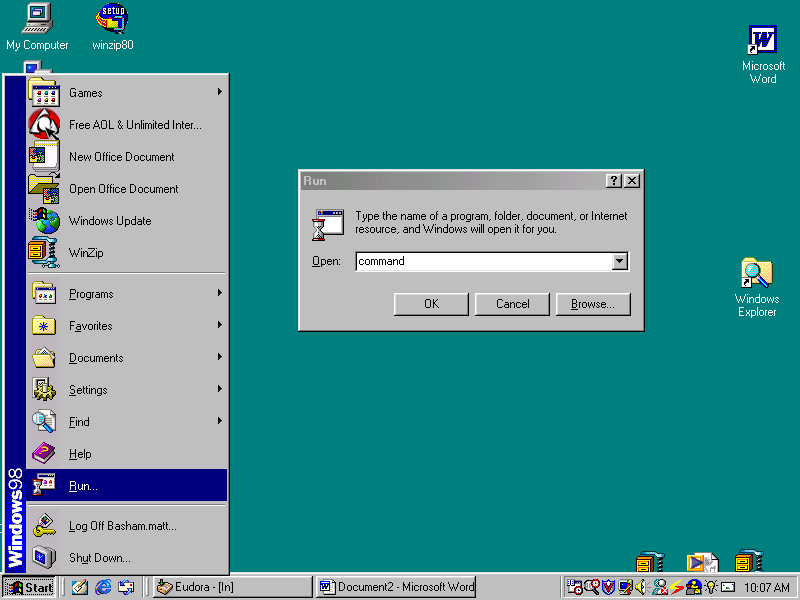 My Computer
setup
winzip80
W
Microsoft
Word
Games
Free AOL & Unlimited Inter...
New Office Document
Open Office Document
Windows Update
WinZip
Programs
Favorites
Documents
Settings
Find
Help
Run...
Log Off Basham.matt...
Shut Down...
Windows98
Run
Type the name of a program, folder, document, or Internet
resource, and Windows will open it for you.
Open: command
OK Cancel Browse...
Windows
Explorer
Start Eudora - [In] Document2 - Microsoft Word 10:07 AM